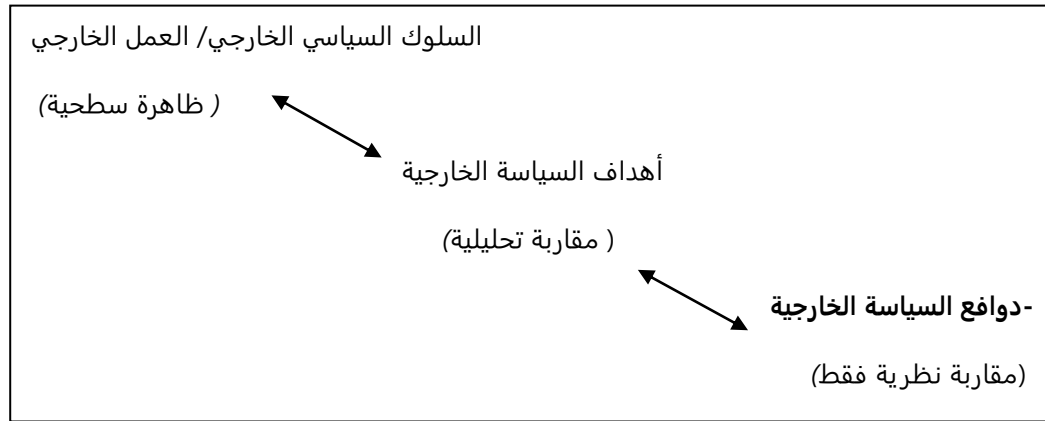 السلوك السياسي الخارجي/ العمل الخارجي
( ظاهرة سطحية)
أهداف السياسة الخارجية
( مقاربة تحليلية)
-دوافع السياسة الخارجية
(مقاربة نظرية فقط)